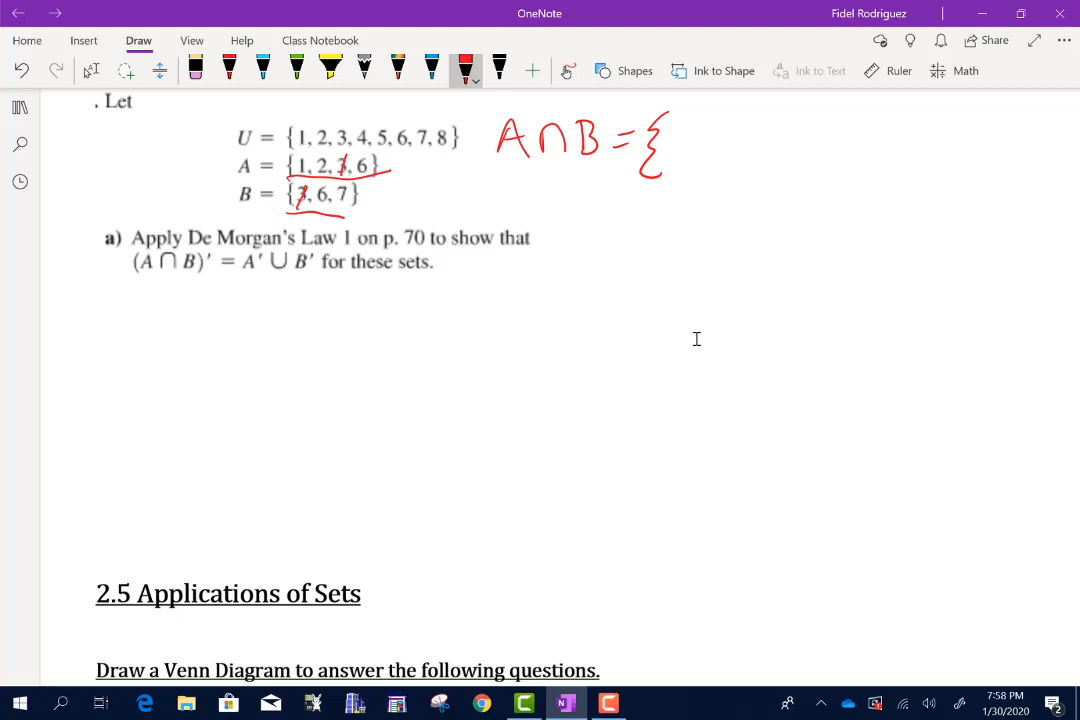 OneNote
Fidel Rodriguez
Home Insert Draw View Help Class Notebook
Share
Shapes Ink to Shape Ink to Text Ruler Math
. Let
U = {1, 2, 3, 4, 5, 6, 7, 8}
A = {1, 2, 3, 6}
B = {3, 6, 7}
A∩B = {
a) Apply De Morgan's Law 1 on p. 70 to show that
(A ∩ B)' = A' ∪ B' for these sets.
2.5 Applications of Sets
Draw a Venn Diagram to answer the following questions.
7:58 PM
1/30/2020
2